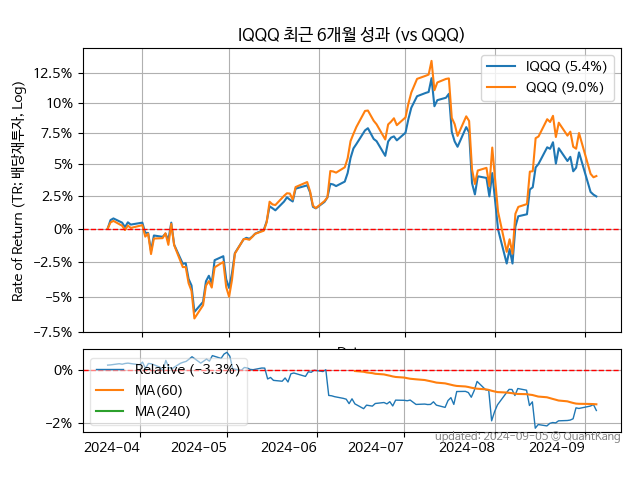 IQQQ 최근 6개월 성과 (vs QQQ)
Rate of Return (TR: 배당재투자, Log)
12.5%
10%
7.5%
5%
2.5%
0%
−2.5%
−5%
−7.5%
IQQQ (5.4%)
QQQ (9.0%)
0%
−2%
Relative (−3.3%)
MA(60)
MA(240)
2024−04
2024−05
2024−06
2024−07
2024−08
2024−09
updated: 2024−09−05 © QuantKang